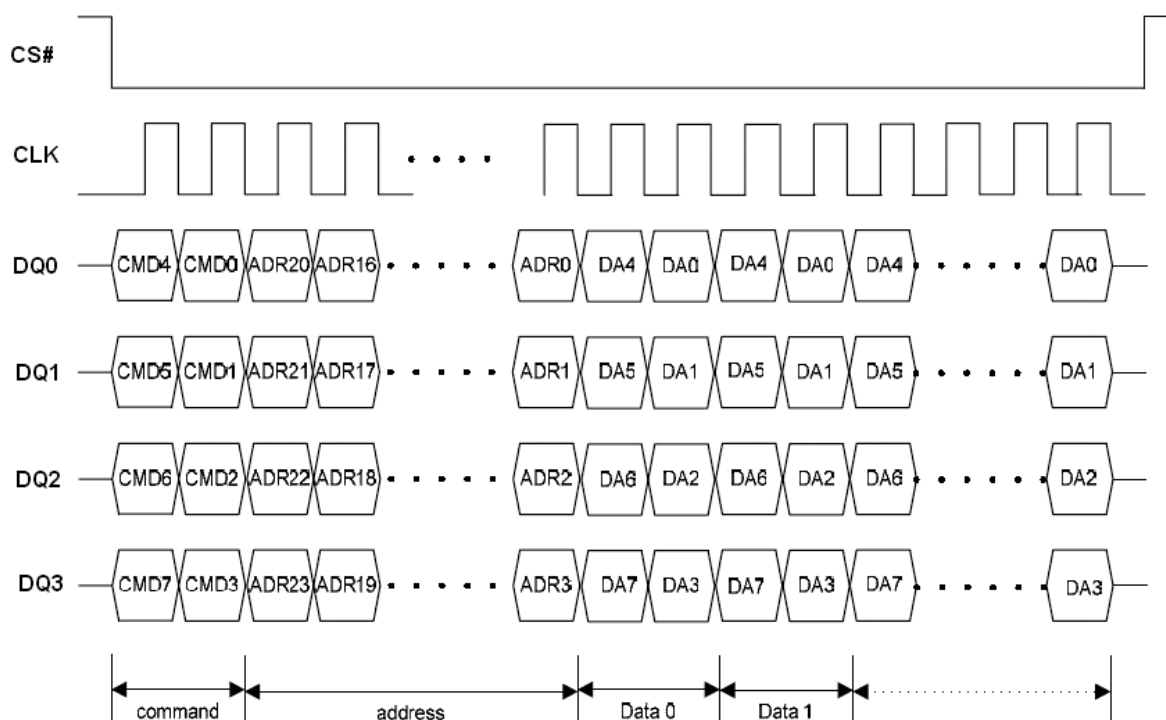 CS#
CLK
DQ0 CMD4 CMD0 ADR20 ADR16 ADR0 DA4 DA0 DA4 DA0 DA4 DA0
DQ1 CMD5 CMD1 ADR21 ADR17 ADR1 DA5 DA1 DA5 DA1 DA5 DA1
DQ2 CMD6 CMD2 ADR22 ADR18 ADR2 DA6 DA2 DA6 DA2 DA6 DA2
DQ3 CMD7 CMD3 ADR23 ADR19 ADR3 DA7 DA3 DA7 DA3 DA7 DA3
command address Data 0 Data 1